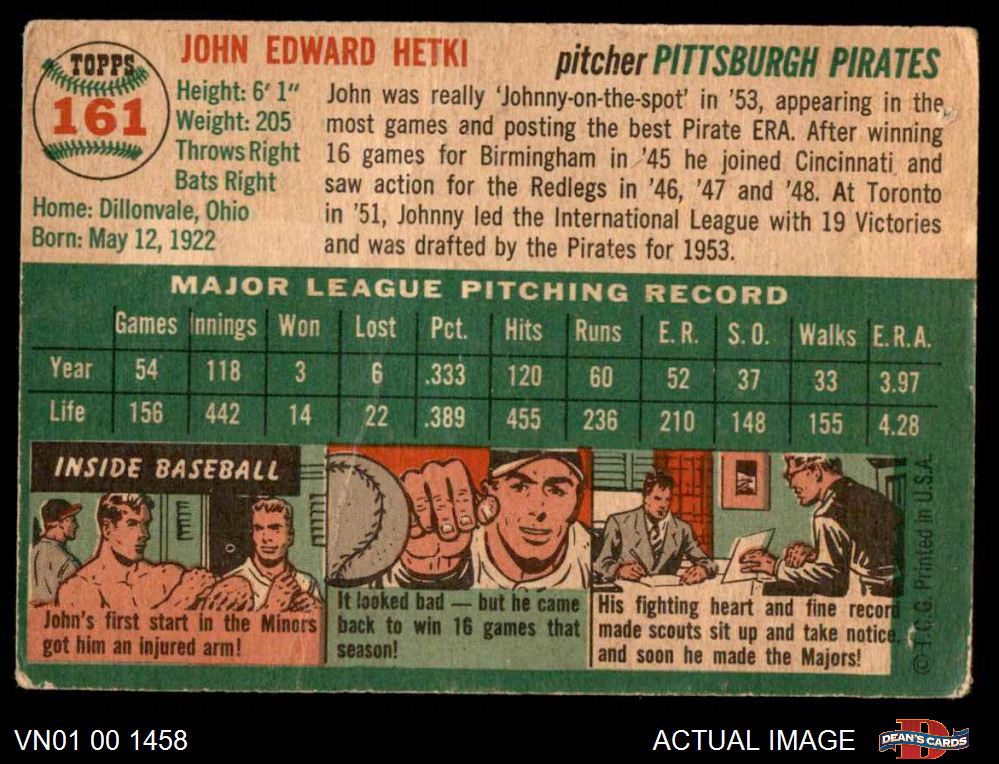 TOPPS
161
JOHN EDWARD HETKI
pitcher PITTSBURGH PIRATES
Height: 6' 1"
Weight: 205
Throws Right
Bats Right
Home: Dillonvale, Ohio
Born: May 12, 1922
John was really 'Johnny-on-the-spot' in '53, appearing in the
most games and posting the best Pirate ERA. After winning
16 games for Birmingham in '45 he joined Cincinnati and
saw action for the Redlegs in '46, '47 and '48. At Toronto
in '51, Johnny led the International League with 19 Victories
and was drafted by the Pirates for 1953.
MAJOR LEAGUE PITCHING RECORD
Games Innings Won Lost Pct. Hits Runs E.R. S.O. Walks E.R.A.
Year 54 118 3 6 .333 120 60 52 37 33 3.97
Life 156 442 14 22 .389 455 236 210 148 155 4.28
INSIDE BASEBALL
John's first start in the Minors
got him an injured arm!
It looked bad — but he came
back to win 16 games that
season!
His fighting heart and fine record
made scouts sit up and take notice,
and soon he made the Majors!
© T.C.G. Printed in U.S.A.
VN01 00 1458
ACTUAL IMAGE
D
DEAN'S CARDS